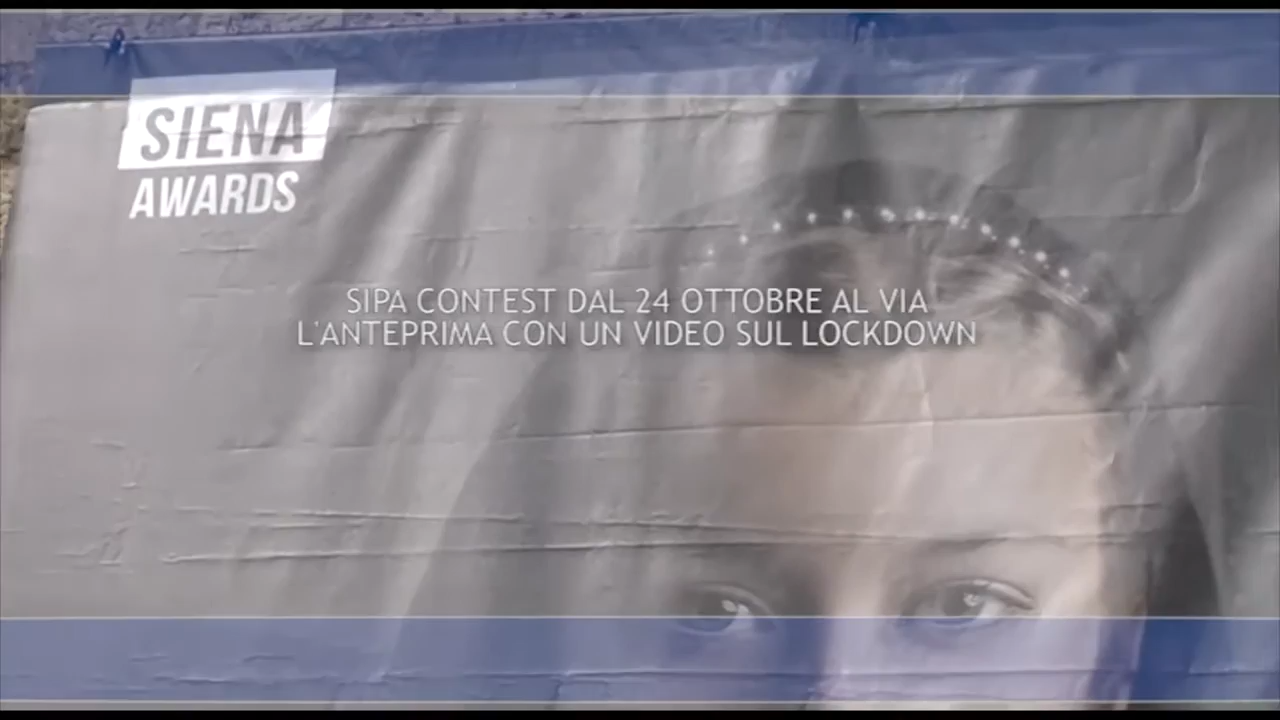 SIENA
AWARDS
SIPA CONTEST DAL 24 OTTOBRE AL VIA
L'ANTEPRIMA CON UN VIDEO SUL LOCKDOWN